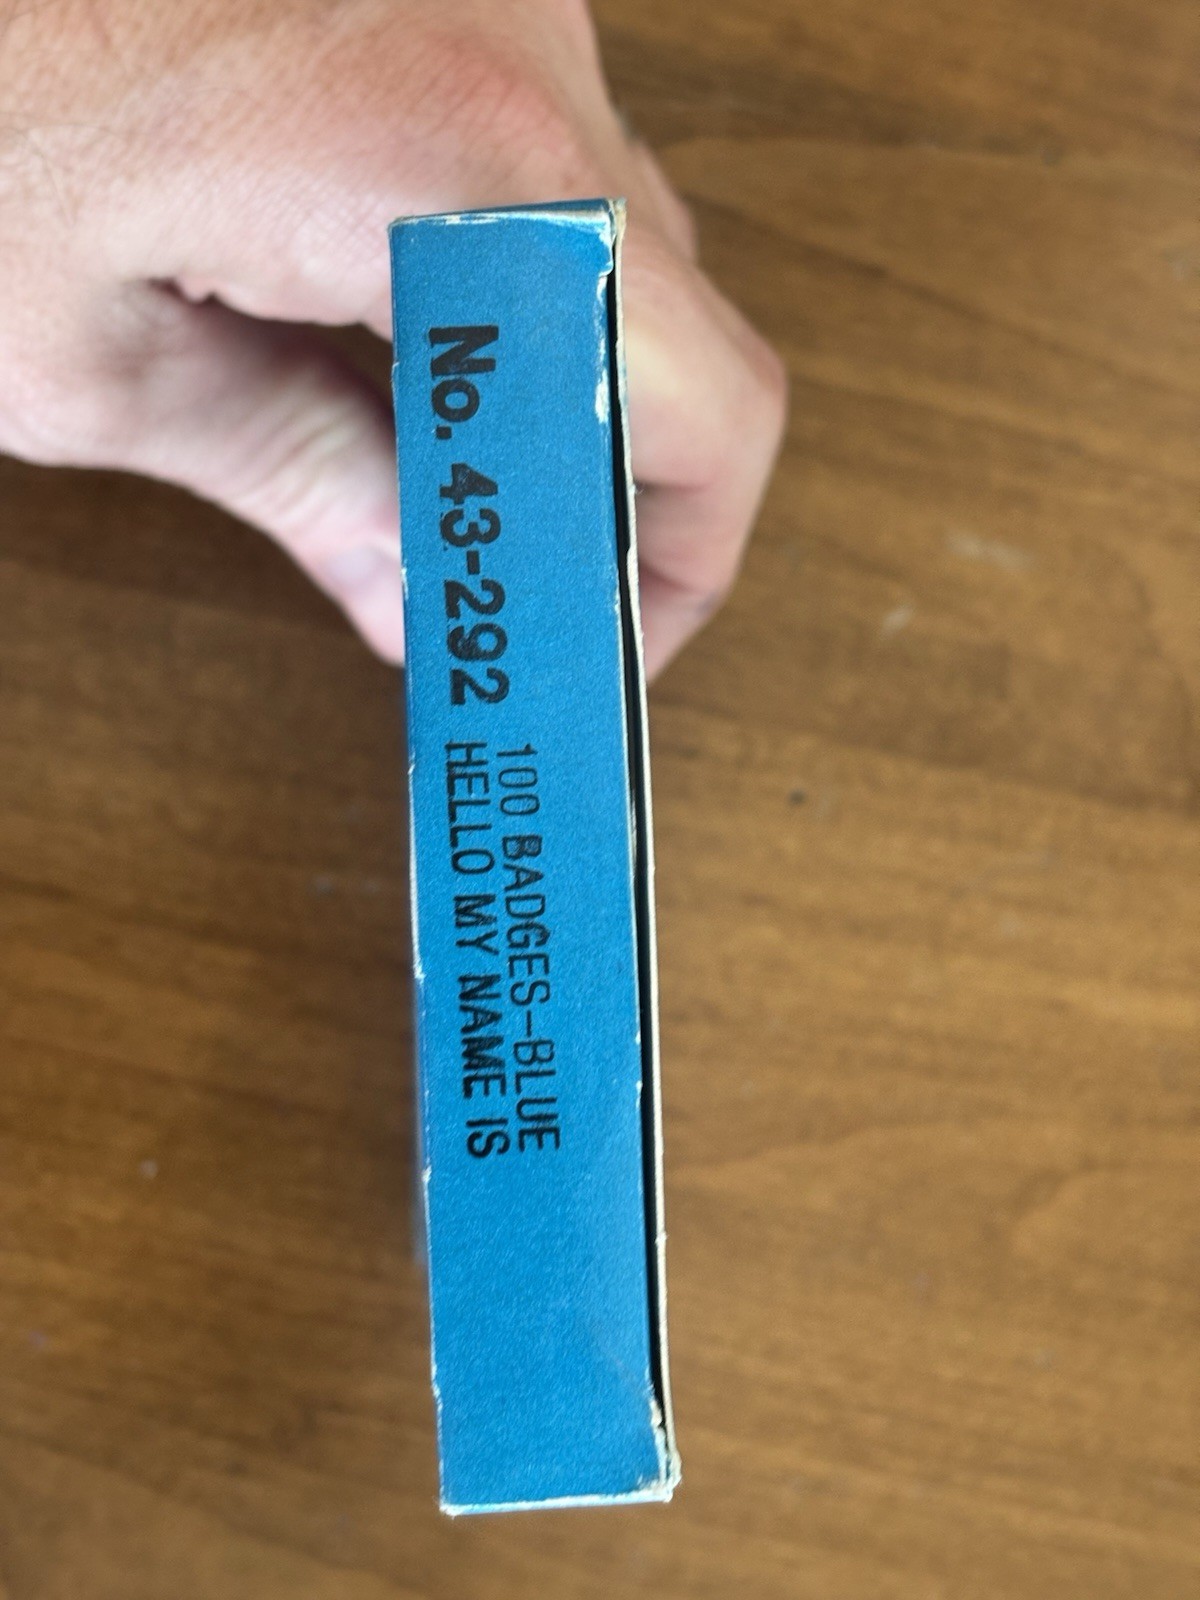 No. 43-292
100 BADGES-BLUE
HELLO MY NAME IS